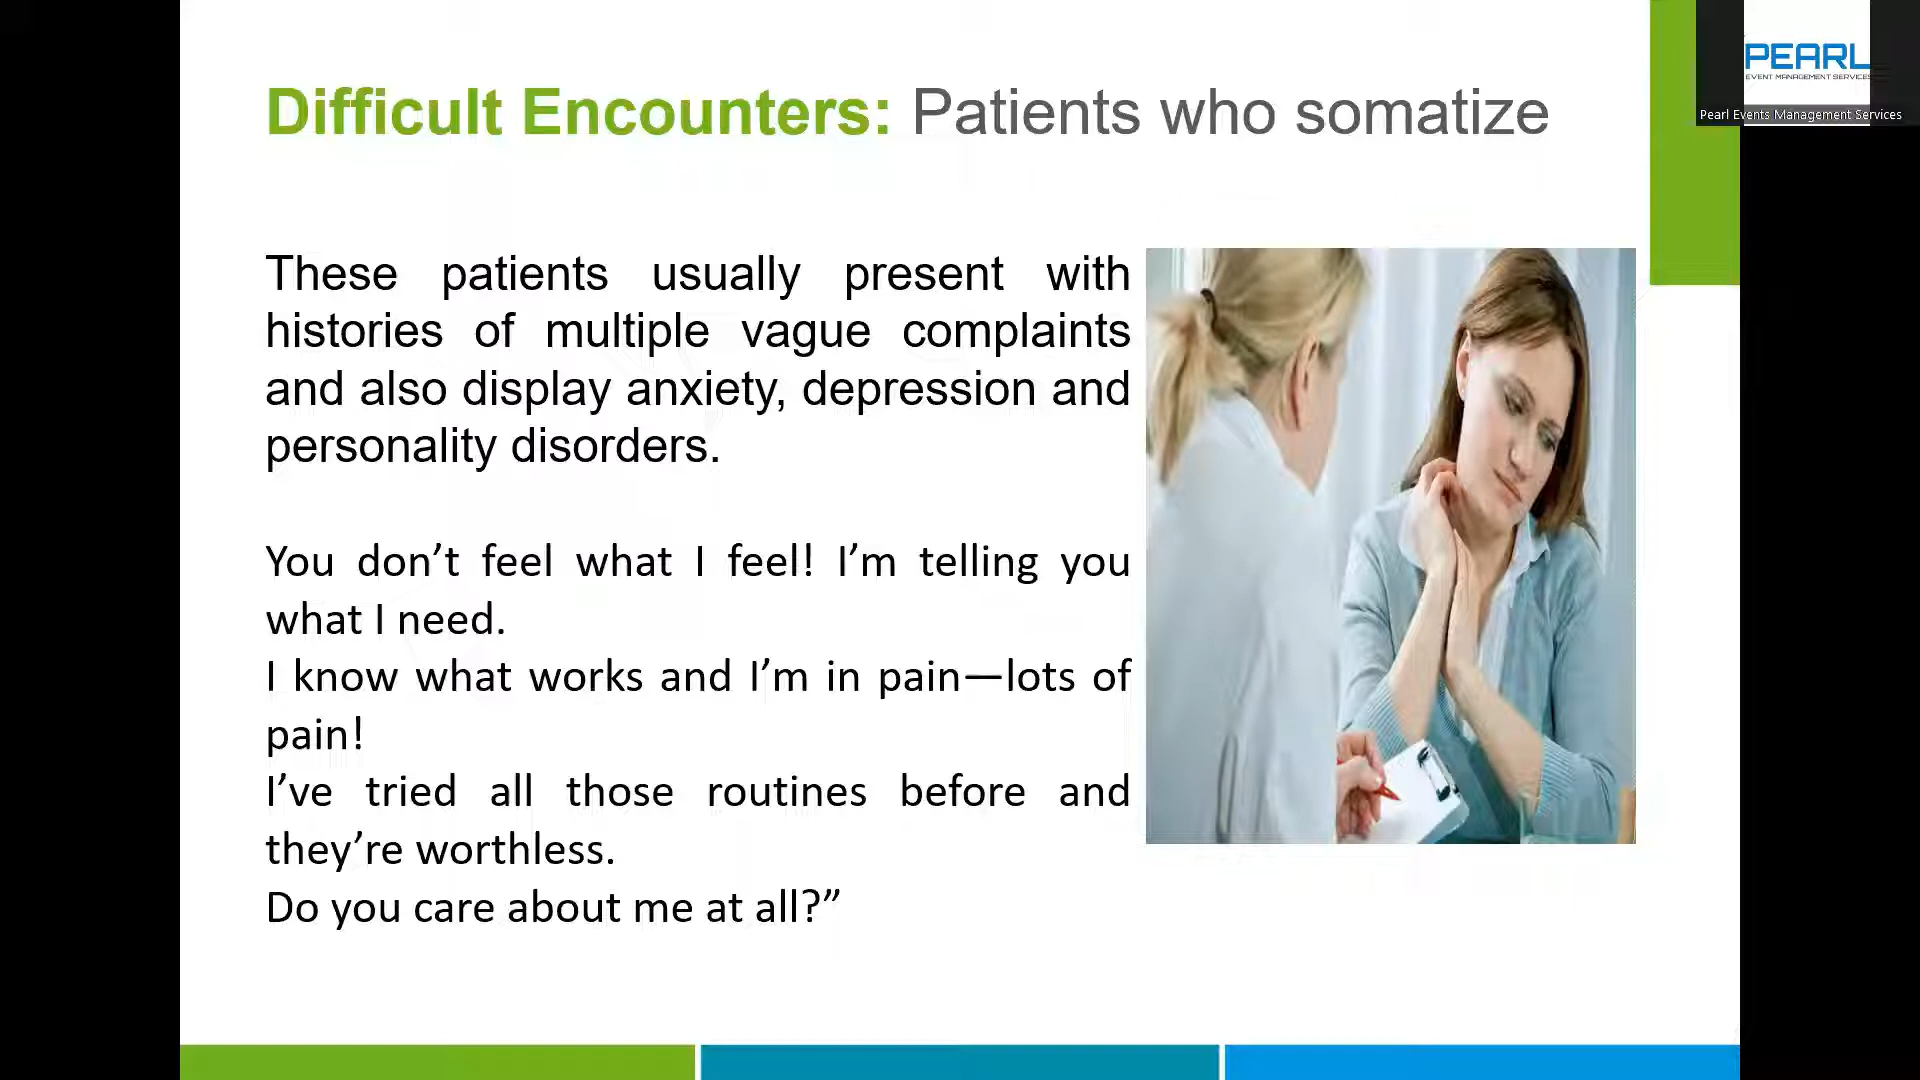 Difficult Encounters: Patients who somatize
PEARL
EVENT MANAGEMENT SERVICES
Pearl Events Management Services
These patients usually present with
histories of multiple vague complaints
and also display anxiety, depression and
personality disorders.
You don’t feel what I feel! I’m telling you
what I need.
I know what works and I’m in pain—lots of
pain!
I’ve tried all those routines before and
they’re worthless.
Do you care about me at all?”